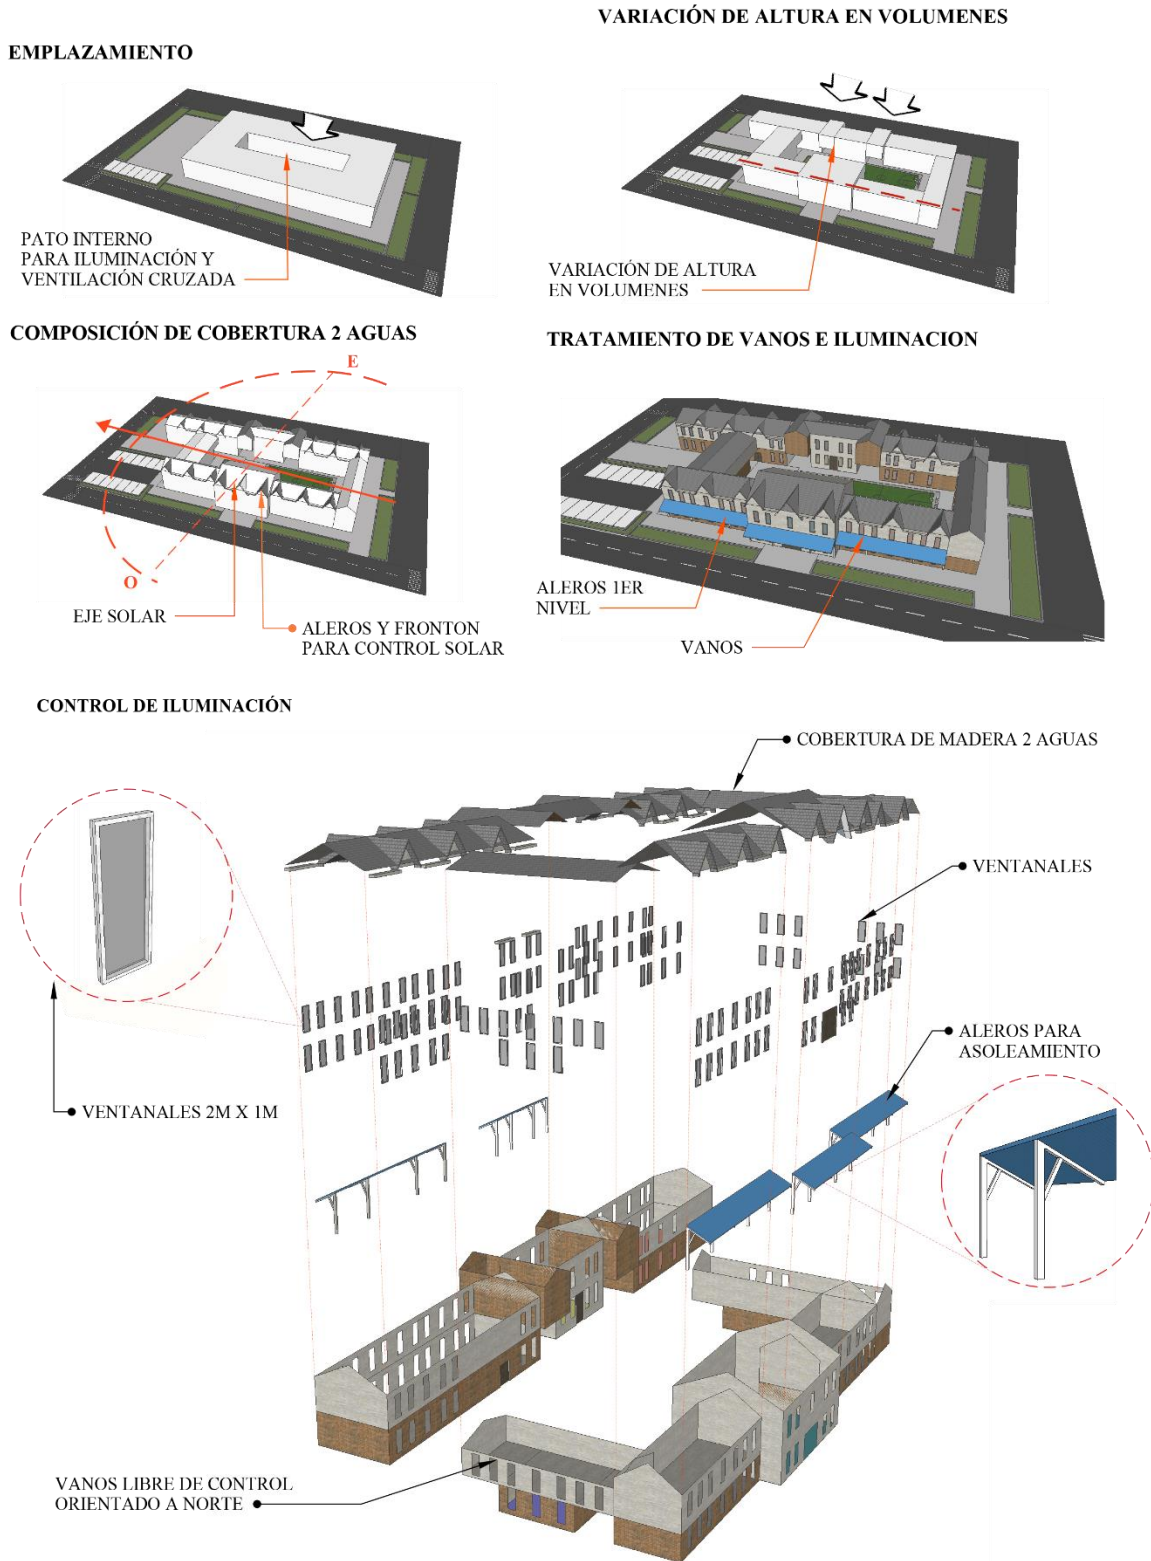 VARIACIÓN DE ALTURA EN VOLUMENES
EMPLAZAMIENTO
PATO INTERNO
PARA ILUMINACIÓN Y
VENTILACIÓN CRUZADA
VARIACIÓN DE ALTURA
EN VOLUMENES
COMPOSICIÓN DE COBERTURA 2 AGUAS
TRATAMIENTO DE VANOS E ILUMINACION
E
O
EJE SOLAR
ALEROS Y FRONTON
PARA CONTROL SOLAR
ALEROS 1ER
NIVEL
VANOS
CONTROL DE ILUMINACIÓN
COBERTURA DE MADERA 2 AGUAS
VENTANALES
ALEROS PARA
ASOLEAMIENTO
VENTANALES 2M X 1M
VANOS LIBRE DE CONTROL
ORIENTADO A NORTE